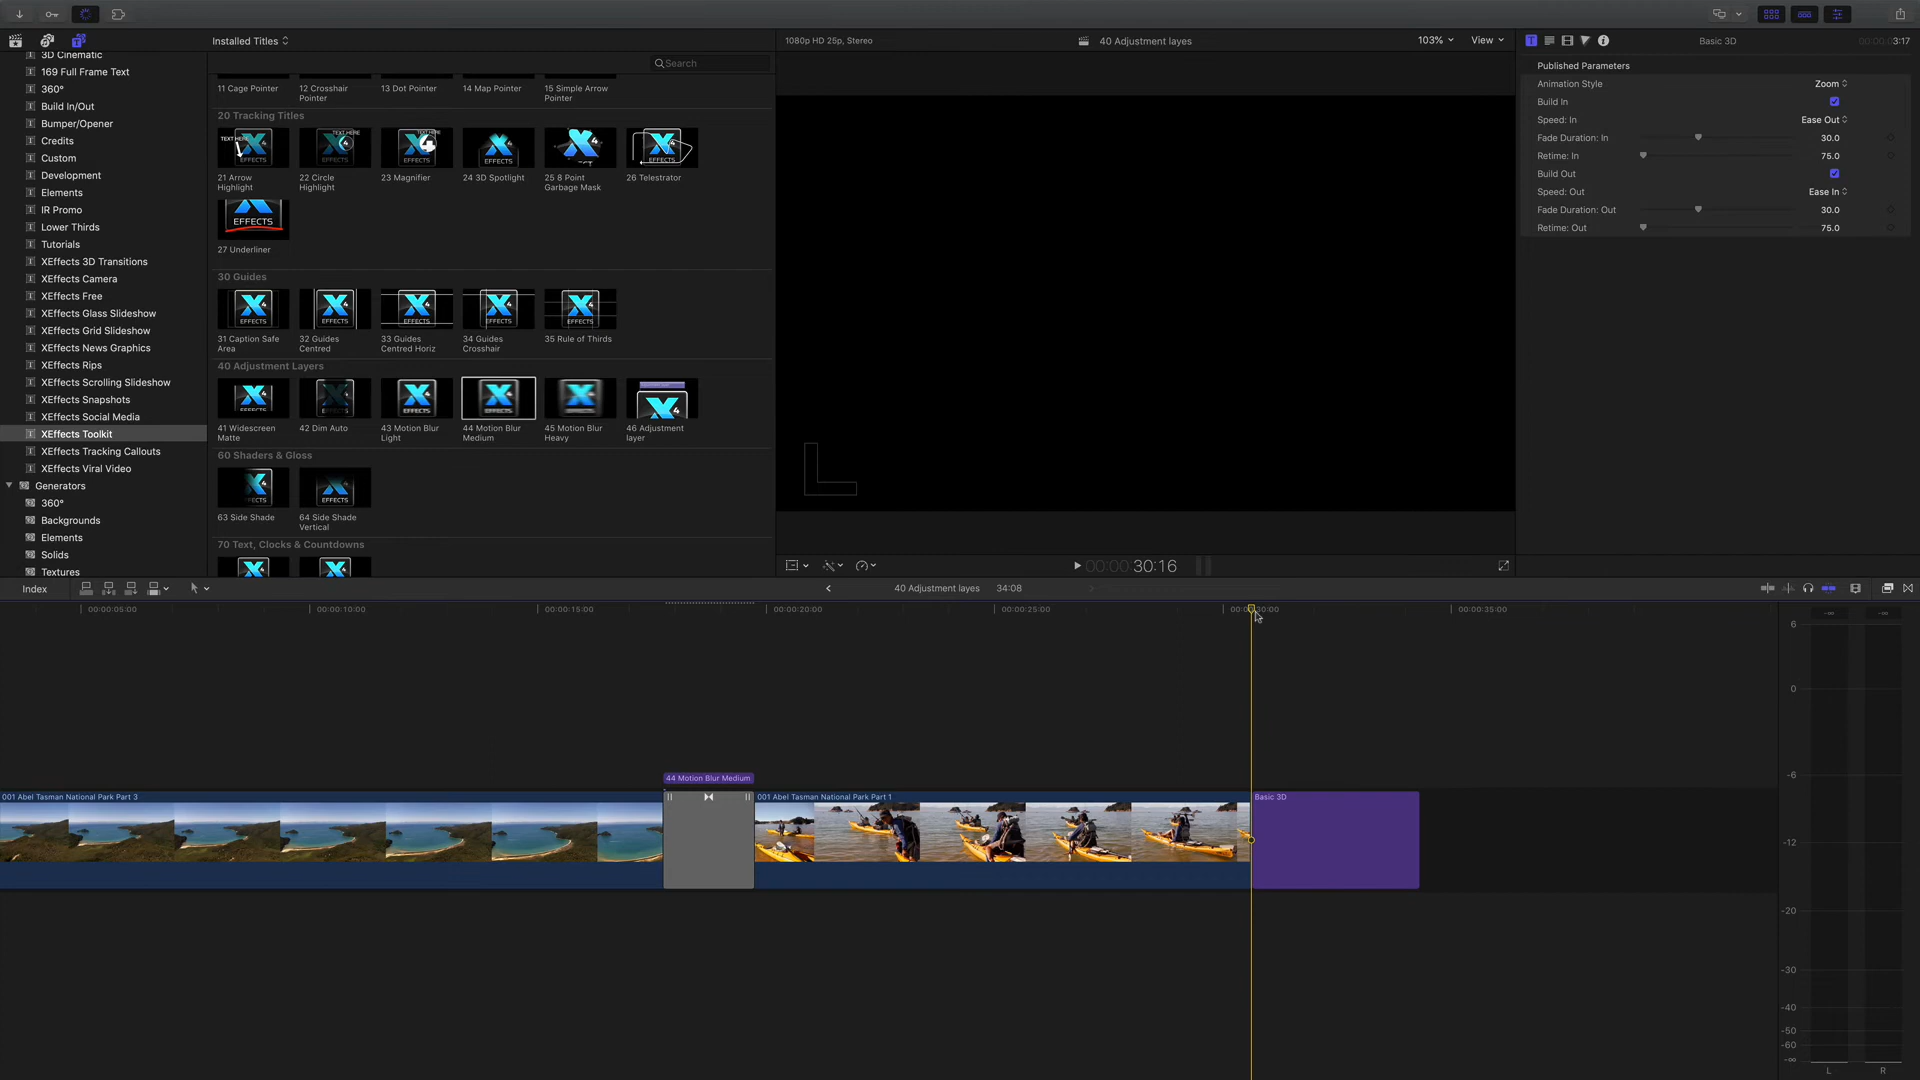 Installed Titles
1080p HD 25p, Stereo
40 Adjustment layes
103%
View
Basic 3D
00:00:03:17
Search
3D Cinematic
169 Full Frame Text
360°
Build In/Out
Bumper/Opener
Credits
Custom
Development
Elements
IR Promo
Lower Thirds
Tutorials
XEffects 3D Transitions
XEffects Camera
XEffects Free
XEffects Glass Slideshow
XEffects Grid Slideshow
XEffects News Graphics
XEffects Rips
XEffects Scrolling Slideshow
XEffects Snapshots
XEffects Social Media
XEffects Toolkit
XEffects Tracking Callouts
XEffects Viral Video
Generators
360°
Backgrounds
Elements
Solids
Textures
11 Cage Pointer
12 Crosshair
Pointer
13 Dot Pointer
14 Map Pointer
15 Simple Arrow
Pointer
20 Tracking Titles
21 Arrow
Highlight
22 Circle
Highlight
23 Magnifier
24 3D Spotlight
25 8 Point
Garbage Mask
26 Telestrator
EFFECTS
27 Underliner
30 Guides
31 Caption Safe
Area
32 Guides
Centred
33 Guides
Centred Horiz
34 Guides
Crosshair
35 Rule of Thirds
40 Adjustment Layers
41 Widescreen
Matte
42 Dim Auto
43 Motion Blur
Light
44 Motion Blur
Medium
45 Motion Blur
Heavy
46 Adjustment
layer
60 Shaders & Gloss
63 Side Shade
64 Side Shade
Vertical
70 Text, Clocks & Countdowns
Published Parameters
Animation Style Zoom
Build In
Speed: In Ease Out
Fade Duration: In 30.0
Retime: In 75.0
Build Out
Speed: Out Ease In
Fade Duration: Out 30.0
Retime: Out 75.0
00:00:30:16
Index
40 Adjustment layes
34:08
00:00:05:00
00:00:10:00
00:00:15:00
00:00:20:00
00:00:25:00
00:00:30:00
00:00:35:00
44 Motion Blur Medium
001 Abel Tasman National Park Part 3
001 Abel Tasman National Park Part 1
Basic 3D
-∞ -∞
6
0
-6
-12
-20
-30
-40
-50
-60
-∞
L R